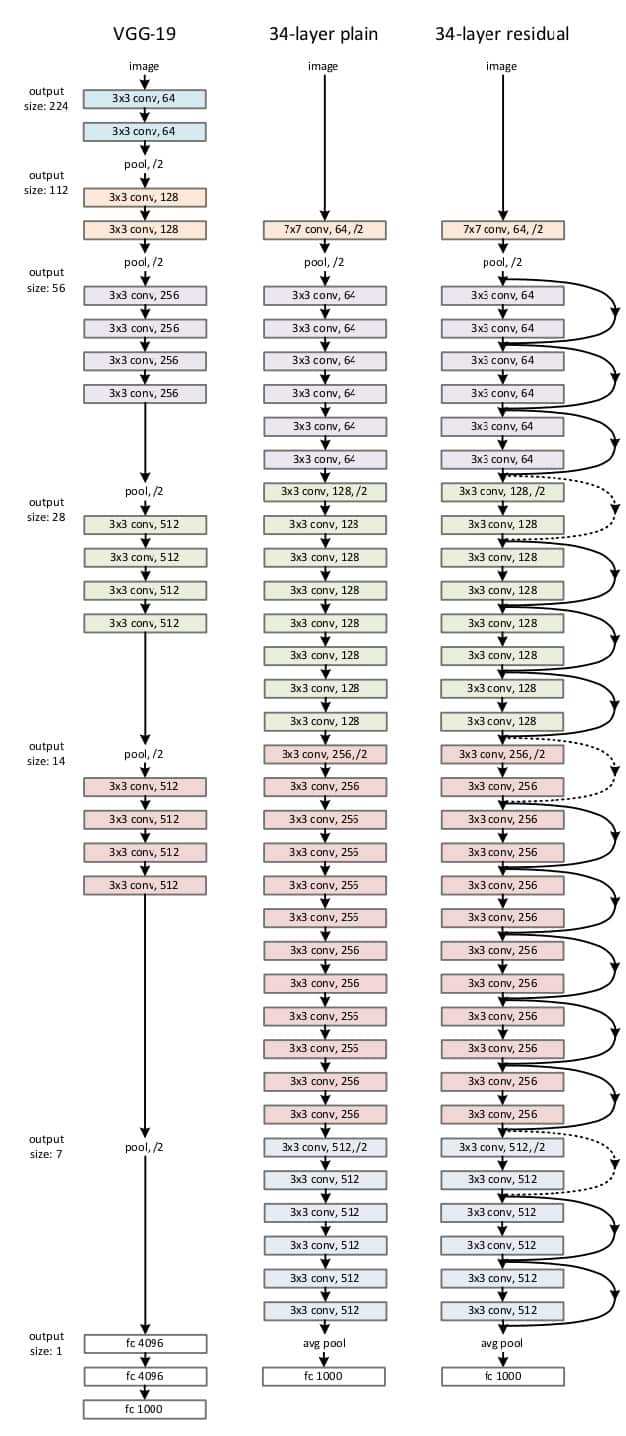 VGG-19
34-layer plain
34-layer residual
output
size: 224
output
size: 112
output
size: 56
output
size: 28
output
size: 14
output
size: 7
output
size: 1
image
3x3 conv, 64
3x3 conv, 64
pool, /2
3x3 conv, 128
3x3 conv, 128
pool, /2
3x3 conv, 256
3x3 conv, 256
3x3 conv, 256
3x3 conv, 256
pool, /2
3x3 conv, 512
3x3 conv, 512
3x3 conv, 512
3x3 conv, 512
pool, /2
3x3 conv, 512
3x3 conv, 512
3x3 conv, 512
3x3 conv, 512
pool, /2
fc 4096
fc 4096
fc 1000
image
7x7 conv, 64, /2
pool, /2
3x3 conv, 64
3x3 conv, 64
3x3 conv, 64
3x3 conv, 64
3x3 conv, 64
3x3 conv, 64
3x3 conv, 128, /2
3x3 conv, 128
3x3 conv, 128
3x3 conv, 128
3x3 conv, 128
3x3 conv, 128
3x3 conv, 128
3x3 conv, 128
3x3 conv, 256, /2
3x3 conv, 256
3x3 conv, 256
3x3 conv, 256
3x3 conv, 256
3x3 conv, 256
3x3 conv, 256
3x3 conv, 256
3x3 conv, 256
3x3 conv, 256
3x3 conv, 256
3x3 conv, 256
3x3 conv, 512, /2
3x3 conv, 512
3x3 conv, 512
3x3 conv, 512
3x3 conv, 512
3x3 conv, 512
avg pool
fc 1000
image
7x7 conv, 64, /2
pool, /2
3x3 conv, 64
3x3 conv, 64
3x3 conv, 64
3x3 conv, 64
3x3 conv, 64
3x3 conv, 64
3x3 conv, 128, /2
3x3 conv, 128
3x3 conv, 128
3x3 conv, 128
3x3 conv, 128
3x3 conv, 128
3x3 conv, 128
3x3 conv, 128
3x3 conv, 256, /2
3x3 conv, 256
3x3 conv, 256
3x3 conv, 256
3x3 conv, 256
3x3 conv, 256
3x3 conv, 256
3x3 conv, 256
3x3 conv, 256
3x3 conv, 256
3x3 conv, 256
3x3 conv, 256
3x3 conv, 512, /2
3x3 conv, 512
3x3 conv, 512
3x3 conv, 512
3x3 conv, 512
3x3 conv, 512
avg pool
fc 1000